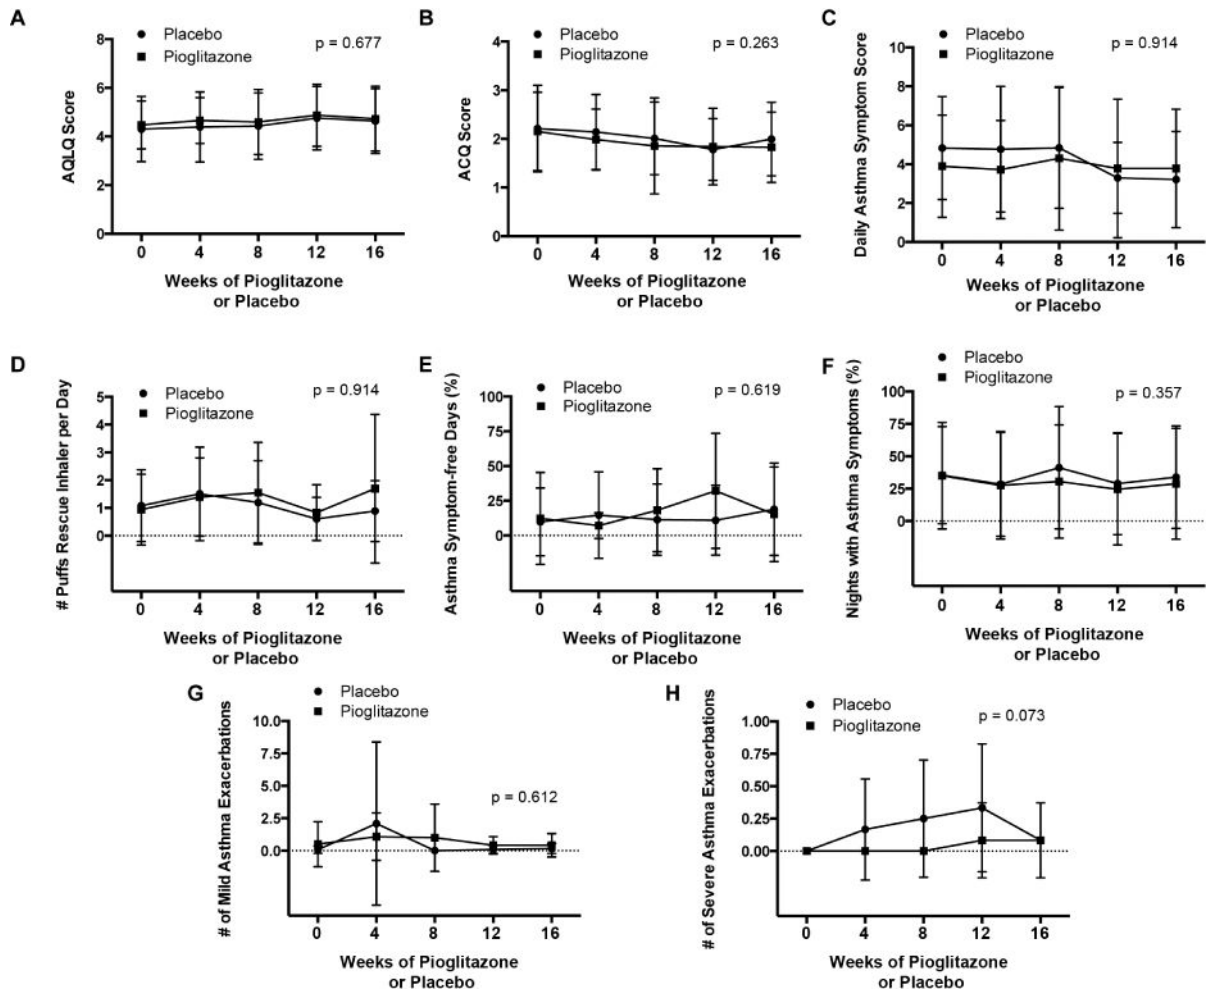 A
Placebo
Pioglitazone
p = 0.677
AQLQ Score
8
6
4
2
0
0 4 8 12 16
Weeks of Pioglitazone
or Placebo
B
Placebo
Pioglitazone
p = 0.263
ACQ Score
4
3
2
1
0
0 4 8 12 16
Weeks of Pioglitazone
or Placebo
C
Placebo
Pioglitazone
p = 0.914
Daily Asthma Symptom Score
10
8
6
4
2
0
0 4 8 12 16
Weeks of Pioglitazone
or Placebo
D
Placebo
Pioglitazone
p = 0.914
# Puffs Rescue Inhaler per Day
5
4
3
2
1
0
0 4 8 12 16
Weeks of Pioglitazone
or Placebo
E
Placebo
Pioglitazone
p = 0.619
Asthma Symptom-free Days (%)
100
75
50
25
0
0 4 8 12 16
Weeks of Pioglitazone
or Placebo
F
Placebo
Pioglitazone
p = 0.357
Nights with Asthma Symptoms (%)
100
75
50
25
0
0 4 8 12 16
Weeks of Pioglitazone
or Placebo
G
Placebo
Pioglitazone
p = 0.612
# of Mild Asthma Exacerbations
10.0
7.5
5.0
2.5
0.0
0 4 8 12 16
Weeks of Pioglitazone
or Placebo
H
Placebo
Pioglitazone
p = 0.073
# of Severe Asthma Exacerbations
1.00
0.75
0.50
0.25
0.00
0 4 8 12 16
Weeks of Pioglitazone
or Placebo